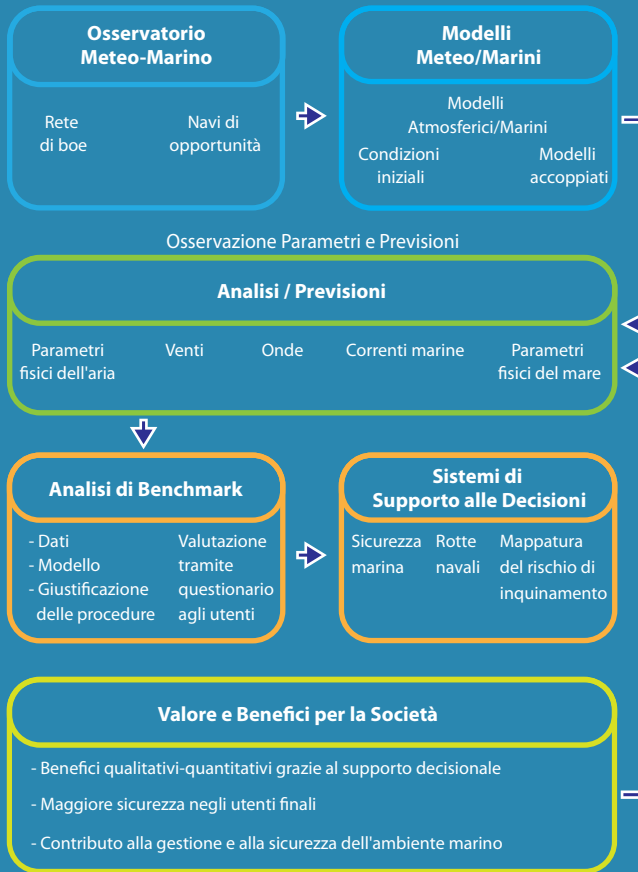 Osservatorio
Meteo-Marino
Rete
di boe
Navi di
opportunità
Modelli
Meteo/Marini
Modelli
Atmosferici/Marini
Condizioni
iniziali
Modelli
accoppiati
Osservazione Parametri e Previsioni
Analisi / Previsioni
Parametri
fisici dell'aria
Venti
Onde
Correnti marine
Parametri
fisici del mare
Analisi di Benchmark
- Dati
- Modello
- Giustificazione
delle procedure
Valutazione
tramite
questionario
agli utenti
Sistemi di
Supporto alle Decisioni
Sicurezza
marina
Rotte
navali
Mappatura
del rischio di
inquinamento
Valore e Benefici per la Società
- Benefici qualitativi-quantitativi grazie al supporto decisionale
- Maggiore sicurezza negli utenti finali
- Contributo alla gestione e alla sicurezza dell'ambiente marino